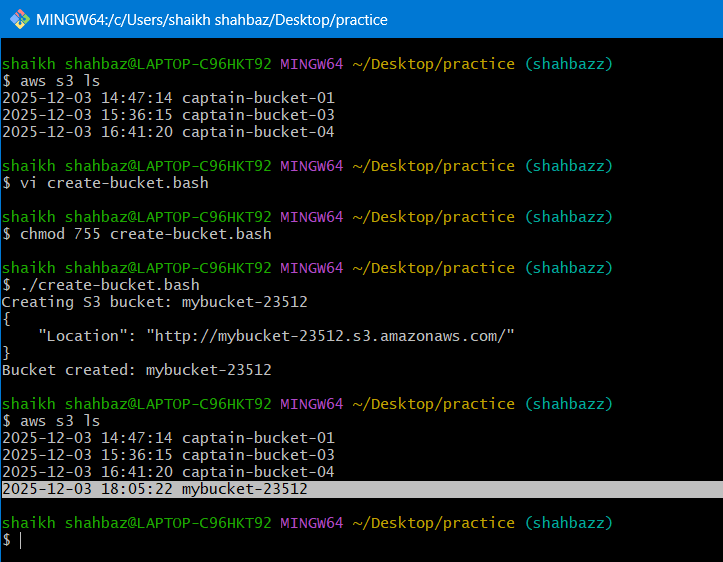 MINGW64:/c/Users/shaikh shahbaz/Desktop/practice
shaikh shahbaz@LAPTOP-C96HKT92 MINGW64 ~/Desktop/practice (shahbazz)
$ aws s3 ls
2025-12-03 14:47:14 captain-bucket-01
2025-12-03 15:36:15 captain-bucket-03
2025-12-03 16:41:20 captain-bucket-04
shaikh shahbaz@LAPTOP-C96HKT92 MINGW64 ~/Desktop/practice (shahbazz)
$ vi create-bucket.bash
shaikh shahbaz@LAPTOP-C96HKT92 MINGW64 ~/Desktop/practice (shahbazz)
$ chmod 755 create-bucket.bash
shaikh shahbaz@LAPTOP-C96HKT92 MINGW64 ~/Desktop/practice (shahbazz)
$ ./create-bucket.bash
Creating S3 bucket: mybucket-23512
{
    "Location": "http://mybucket-23512.s3.amazonaws.com/"
}
Bucket created: mybucket-23512
shaikh shahbaz@LAPTOP-C96HKT92 MINGW64 ~/Desktop/practice (shahbazz)
$ aws s3 ls
2025-12-03 14:47:14 captain-bucket-01
2025-12-03 15:36:15 captain-bucket-03
2025-12-03 16:41:20 captain-bucket-04
2025-12-03 18:05:22 mybucket-23512
shaikh shahbaz@LAPTOP-C96HKT92 MINGW64 ~/Desktop/practice (shahbazz)
$